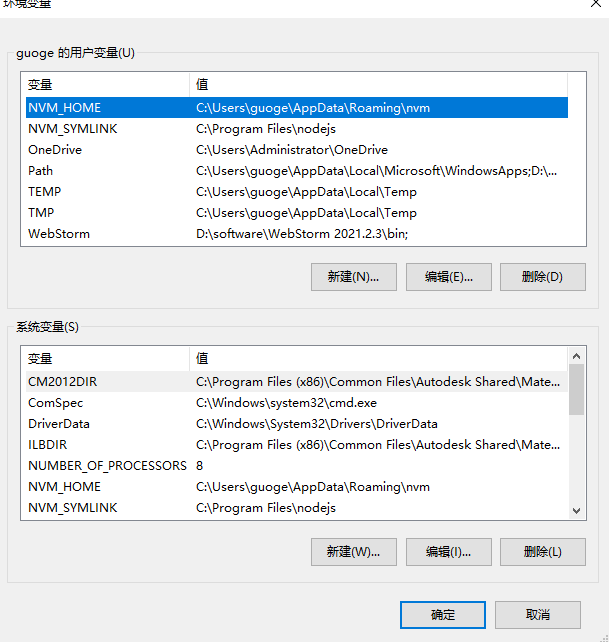 环境变量
guoge 的用户变量(U)
变量 值
NVM_HOME C:\Users\guoge\AppData\Roaming\nvm
NVM_SYMLINK C:\Program Files\nodejs
OneDrive C:\Users\Administrator\OneDrive
Path C:\Users\guoge\AppData\Local\Microsoft\WindowsApps;D:\...
TEMP C:\Users\guoge\AppData\Local\Temp
TMP C:\Users\guoge\AppData\Local\Temp
WebStorm D:\software\WebStorm 2021.2.3\bin;
新建(N)... 编辑(E)... 删除(D)
系统变量(S)
变量 值
CM2012DIR C:\Program Files (x86)\Common Files\Autodesk Shared\Mate...
ComSpec C:\Windows\system32\cmd.exe
DriverData C:\Windows\System32\Drivers\DriverData
ILBDIR C:\Program Files (x86)\Common Files\Autodesk Shared\Mate...
NUMBER_OF_PROCESSORS 8
NVM_HOME C:\Users\guoge\AppData\Roaming\nvm
NVM_SYMLINK C:\Program Files\nodejs
新建(W)... 编辑(I)... 删除(L)
确定 取消